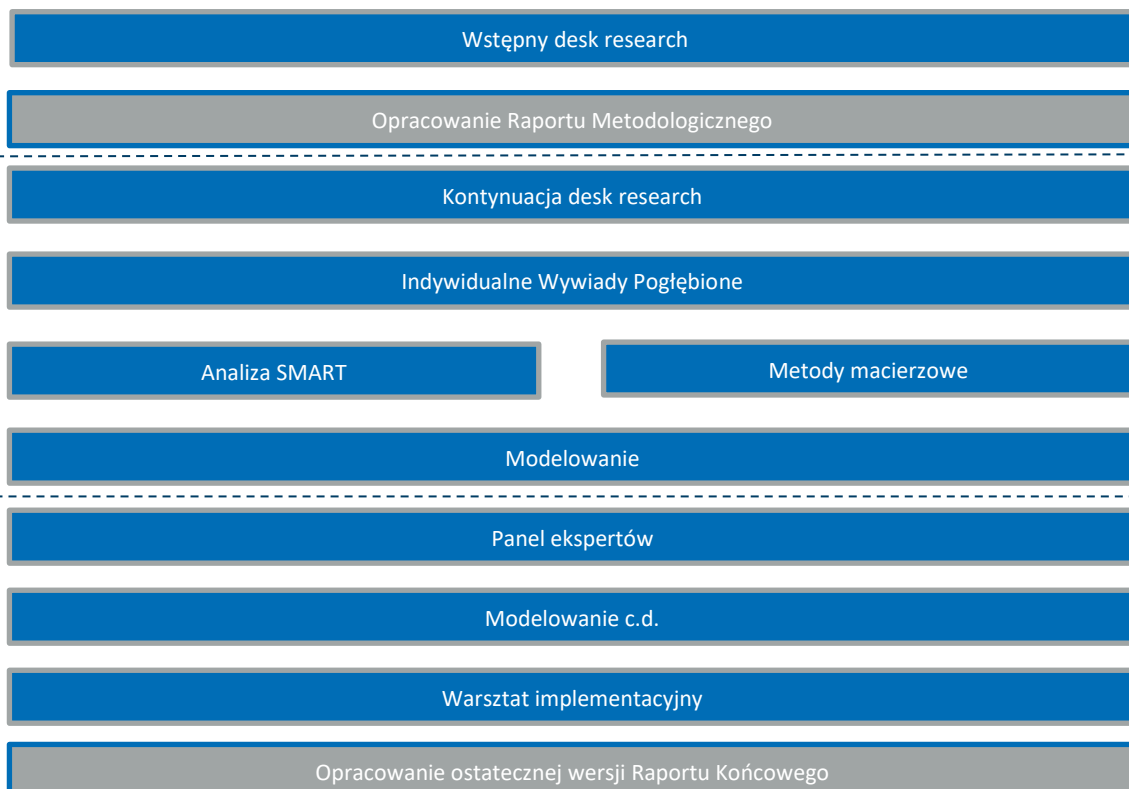 Wstępny desk research
Opracowanie Raportu Metodologicznego
Kontynuacja desk research
Indywidualne Wywiady Pogłębione
Analiza SMART
Metody macierzowe
Modelowanie
Panel ekspertów
Modelowanie c.d.
Warsztat implementacyjny
Opracowanie ostatecznej wersji Raportu Końcowego